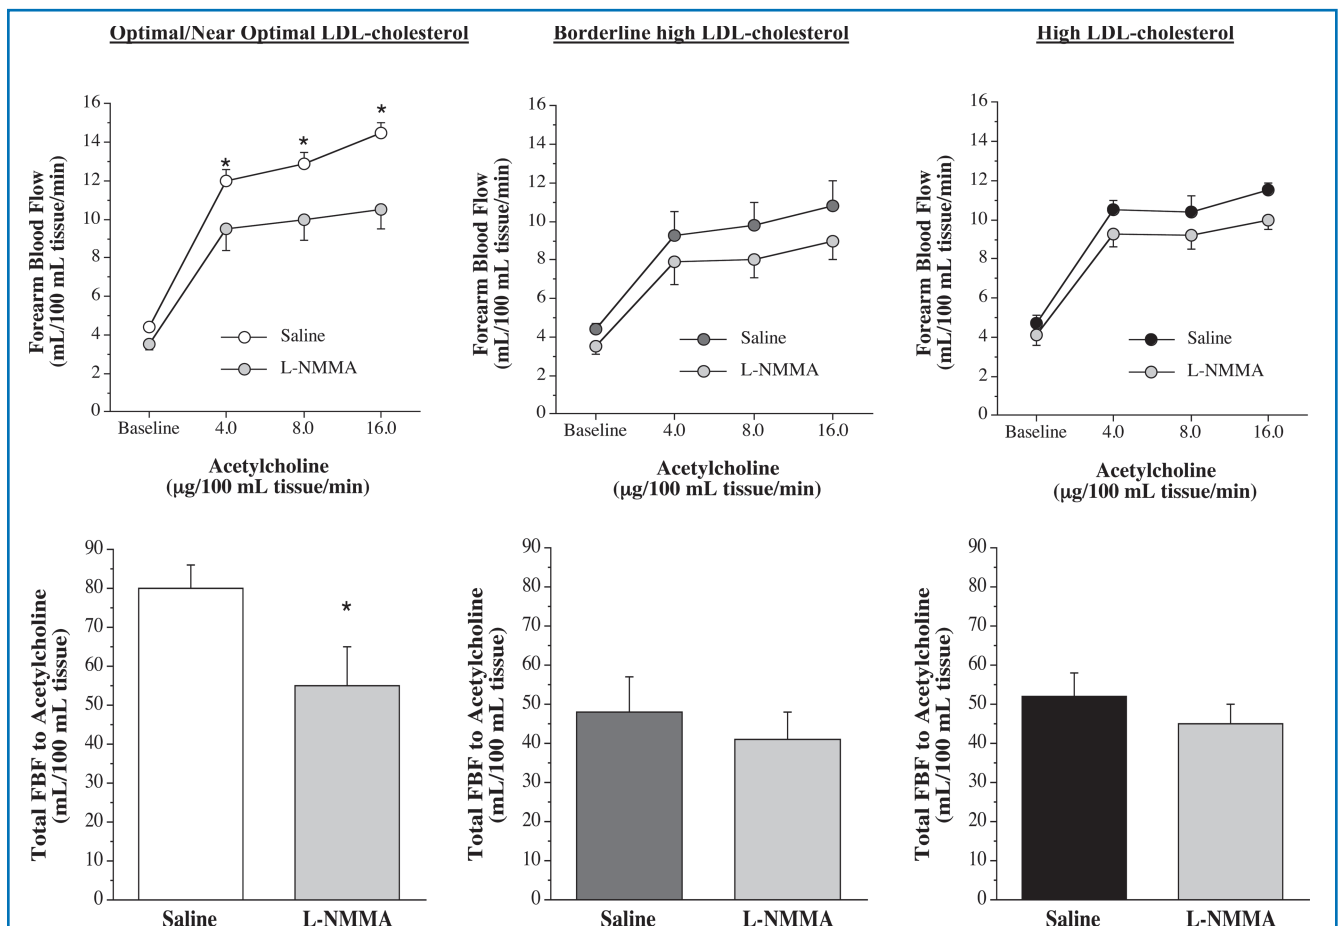 Optimal/Near Optimal LDL-cholesterol
Borderline high LDL-cholesterol
High LDL-cholesterol
Forearm Blood Flow
(mL/100 mL tissue/min)
16
14
12
10
8
6
4
2
0
*
*
*
Saline
L-NMMA
Baseline
4.0
8.0
16.0
Acetylcholine
(µg/100 mL tissue/min)
Forearm Blood Flow
(mL/100 mL tissue/min)
16
14
12
10
8
6
4
2
0
Saline
L-NMMA
Baseline
4.0
8.0
16.0
Acetylcholine
(µg/100 mL tissue/min)
Forearm Blood Flow
(mL/100 mL tissue/min)
16
14
12
10
8
6
4
2
0
Saline
L-NMMA
Baseline
4.0
8.0
16.0
Acetylcholine
(µg/100 mL tissue/min)
Total FBF to Acetylcholine
(mL/100 mL tissue)
90
80
70
60
50
40
30
20
10
0
*
Saline
L-NMMA
Total FBF to Acetylcholine
(mL/100 mL tissue)
90
80
70
60
50
40
30
20
10
0
Saline
L-NMMA
Total FBF to Acetylcholine
(mL/100 mL tissue)
90
80
70
60
50
40
30
20
10
0
Saline
L-NMMA